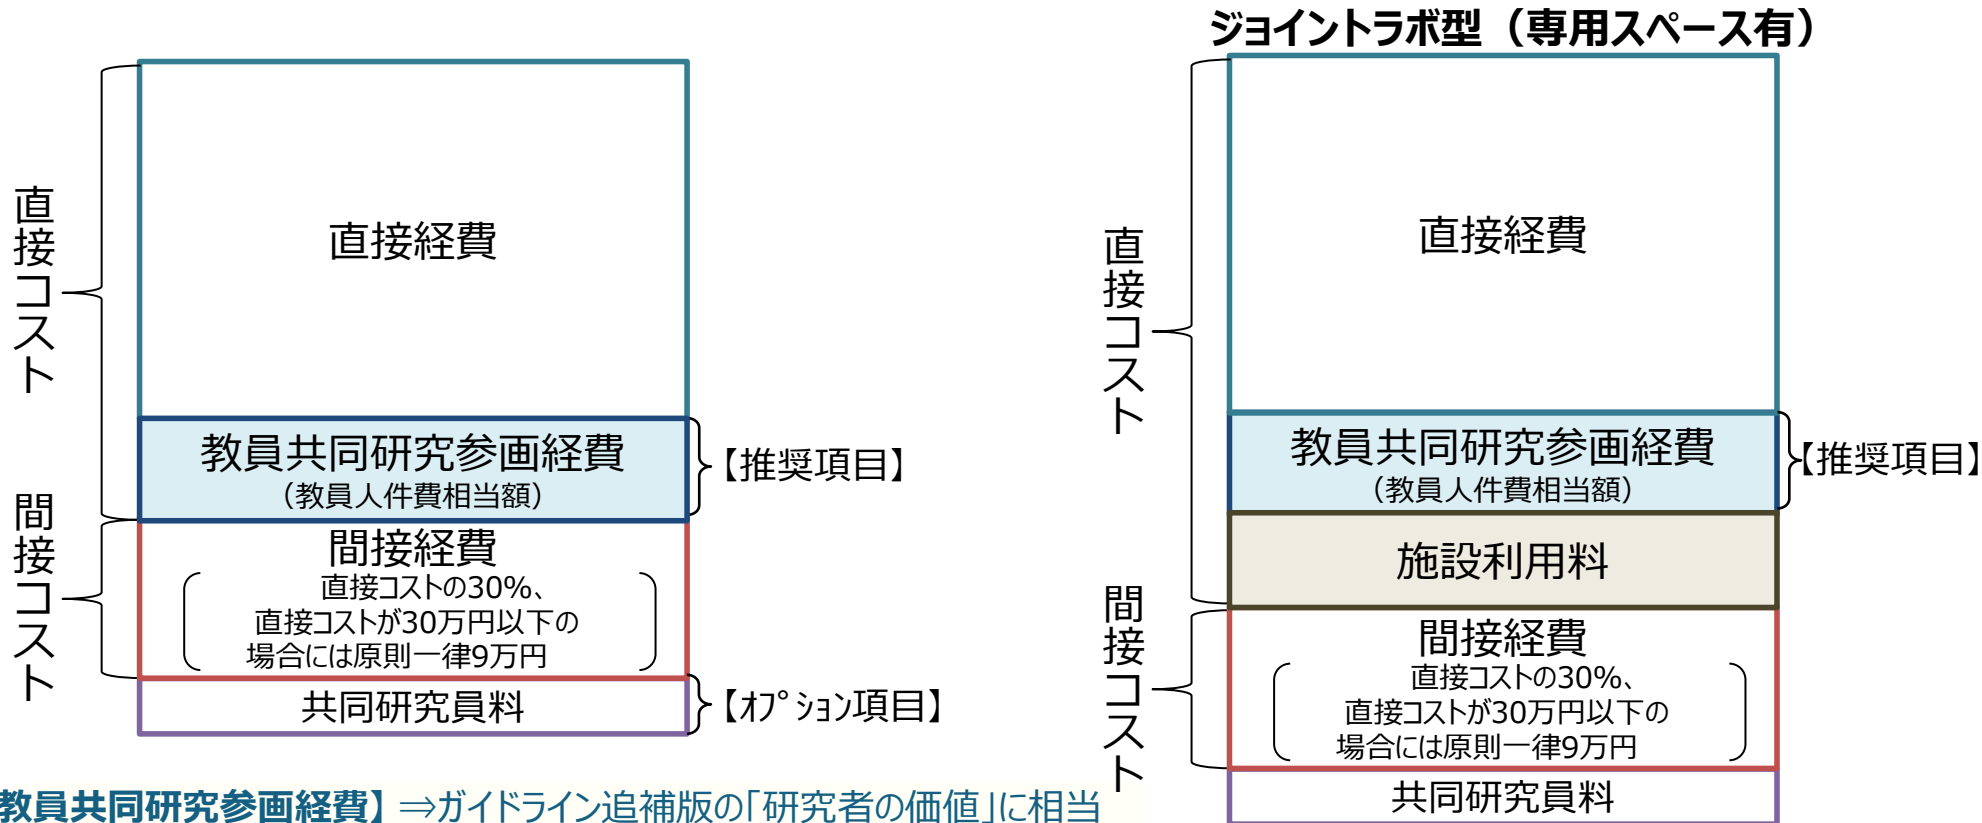 直接コスト
間接コスト
直接経費
教員共同研究参画経費
（教員人件費相当額）
【推奨項目】
間接経費
直接コストの30%、
直接コストが30万円以下の
場合には原則一律9万円
共同研究員料
【ｵﾌﾟｼｮﾝ項目】
教員共同研究参画経費】⇒ガイドライン追補版の「研究者の価値」に相当
ジョイントラボ型（専用スペース有）
直接コスト
間接コスト
直接経費
教員共同研究参画経費
（教員人件費相当額）
【推奨項目】
施設利用料
間接経費
直接コストの30%、
直接コストが30万円以下の
場合には原則一律9万円
共同研究員料